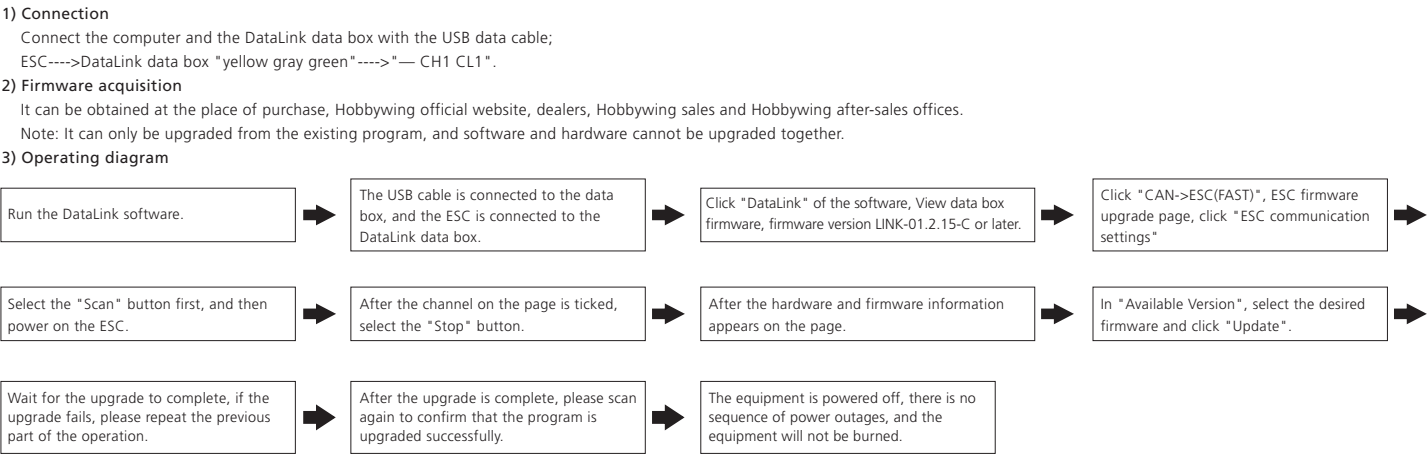 1) Connection
Connect the computer and the DataLink data box with the USB data cable;
ESC---->DataLink data box "yellow gray green"---->"— CH1 CL1".
2) Firmware acquisition
It can be obtained at the place of purchase, Hobbywing official website, dealers, Hobbywing sales and Hobbywing after-sales offices.
Note: It can only be upgraded from the existing program, and software and hardware cannot be upgraded together.
3) Operating diagram
Run the DataLink software.
The USB cable is connected to the data
box, and the ESC is connected to the
DataLink data box.
Click "DataLink" of the software, View data box
firmware, firmware version LINK-01.2.15-C or later.
Click "CAN->ESC(FAST)", ESC firmware
upgrade page, click "ESC communication
settings"
Select the "Scan" button first, and then
power on the ESC.
After the channel on the page is ticked,
select the "Stop" button.
After the hardware and firmware information
appears on the page.
In "Available Version", select the desired
firmware and click "Update".
Wait for the upgrade to complete, if the
upgrade fails, please repeat the previous
part of the operation.
After the upgrade is complete, please scan
again to confirm that the program is
upgraded successfully.
The equipment is powered off, there is no
sequence of power outages, and the
equipment will not be burned.